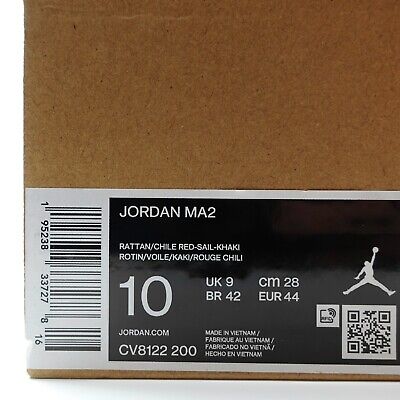 JORDAN MA2
RATTAN/CHILE RED-SAIL-KHAKI
ROTIN/VOILE/KAKI/ROUGE CHILI
10
UK 9 cm 28
BR 42 EUR 44
JORDAN.COM
CV8122 200
MADE IN VIETNAM /
FABRIQUE AU VIETNAM /
FABRICADO NO VIETNÃ /
HECHO EN VIETNAM
RFID
1 95238 33727 8 16